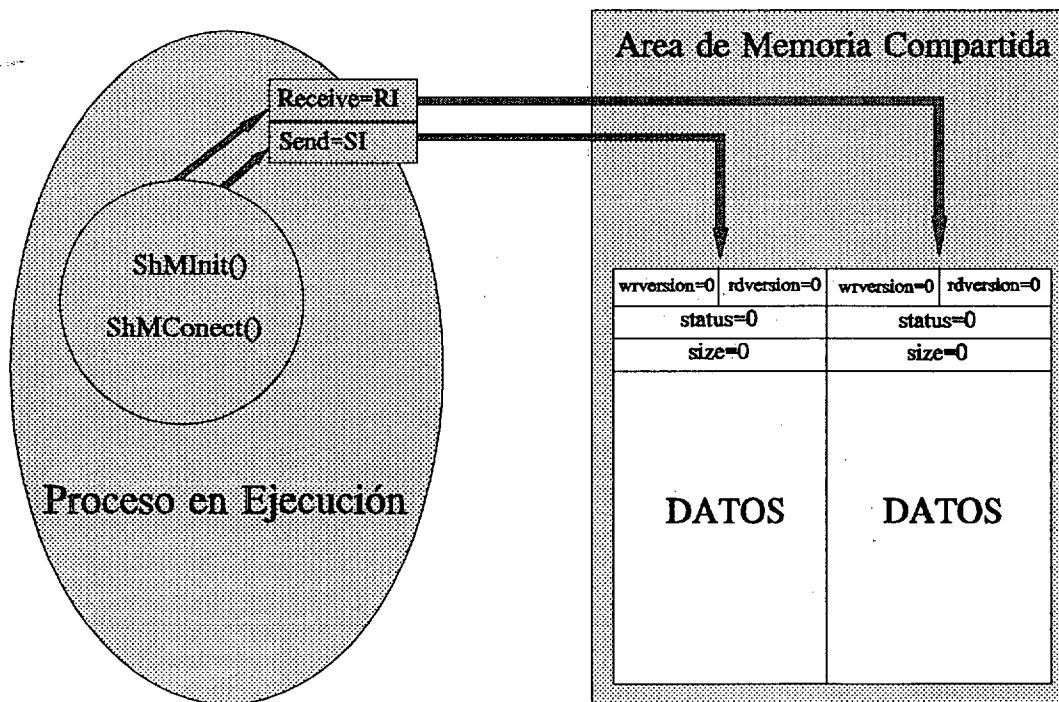 Area de Memoria Compartida
Receive=RI
Send=SI
ShMInit()
ShMConect()
Proceso en Ejecución
wrversion=0 rdversion=0 wrversion=0 rdversion=0
status=0 status=0
size=0 size=0
DATOS DATOS